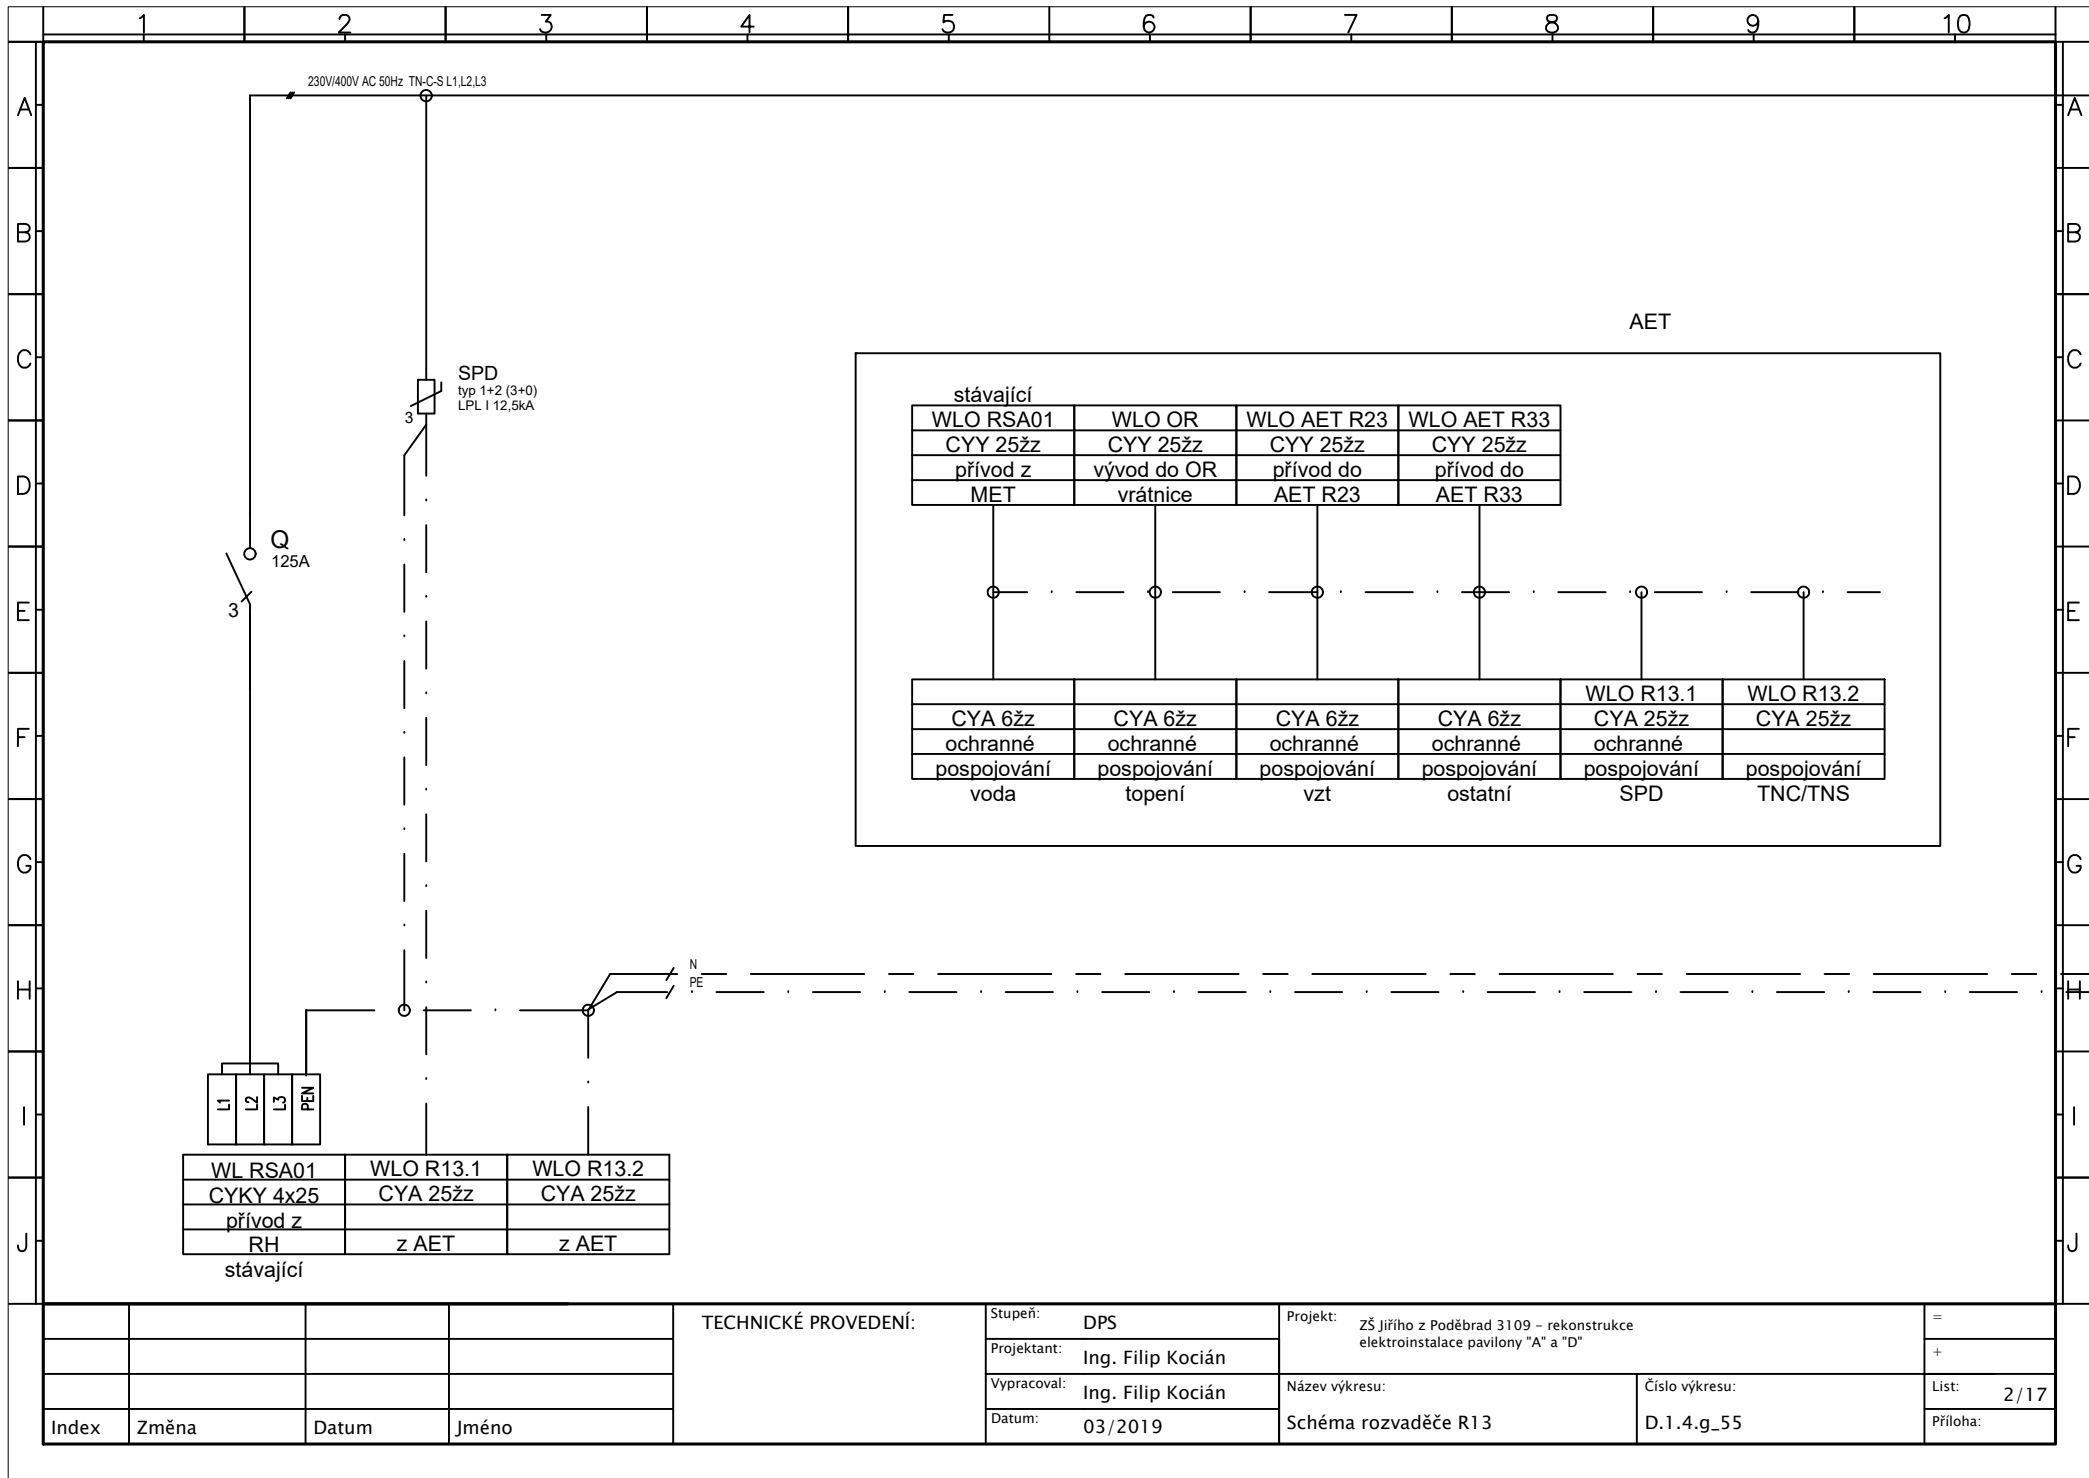 1 2 3 4 5 6 7 8 9 10
A A
B B
C C
D D
E E
F F
G G
H H
I I
J J
230V/400V AC 50Hz TN-C-S L1,L2,L3
SPD
typ 1+2 (3+0)
LPL I 12,5kA
3
Q
125A
3
AET
stávající
WLO RSA01 WLO OR WLO AET R23 WLO AET R33
CYY 25žz CYY 25žz CYY 25žz CYY 25žz
přívod z vývod do OR přívod do přívod do
MET vrátnice AET R23 AET R33
WLO R13.1 WLO R13.2
CYA 6žz CYA 6žz CYA 6žz CYA 6žz CYA 25žz CYA 25žz
ochranné ochranné ochranné ochranné ochranné
pospojování pospojování pospojování pospojování pospojování pospojování
voda topení vzt ostatní SPD TNC/TNS
N
PE
L1 L2 L3 PEN
WL RSA01 WLO R13.1 WLO R13.2
CYKY 4x25 CYA 25žz CYA 25žz
přívod z
RH z AET z AET
stávající
Index Změna Datum Jméno
TECHNICKÉ PROVEDENÍ:
Stupeň: DPS
Projektant: Ing. Filip Kocián
Vypracoval: Ing. Filip Kocián
Datum: 03/2019
Projekt: ZŠ Jiřího z Poděbrad 3109 - rekonstrukce
elektroinstalace pavilony "A" a "D"
Název výkresu:
Schéma rozvaděče R13
Číslo výkresu:
D.1.4.g_55
=
+
List: 2/17
Příloha: